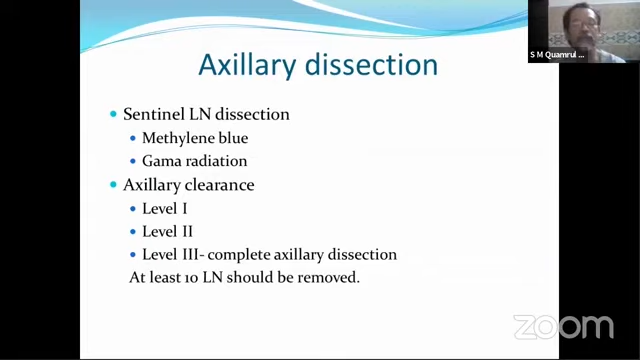 S M Quamrul ...
Axillary dissection
Sentinel LN dissection
Methylene blue
Gama radiation
Axillary clearance
Level I
Level II
Level III- complete axillary dissection
At least 10 LN should be removed.
zoom